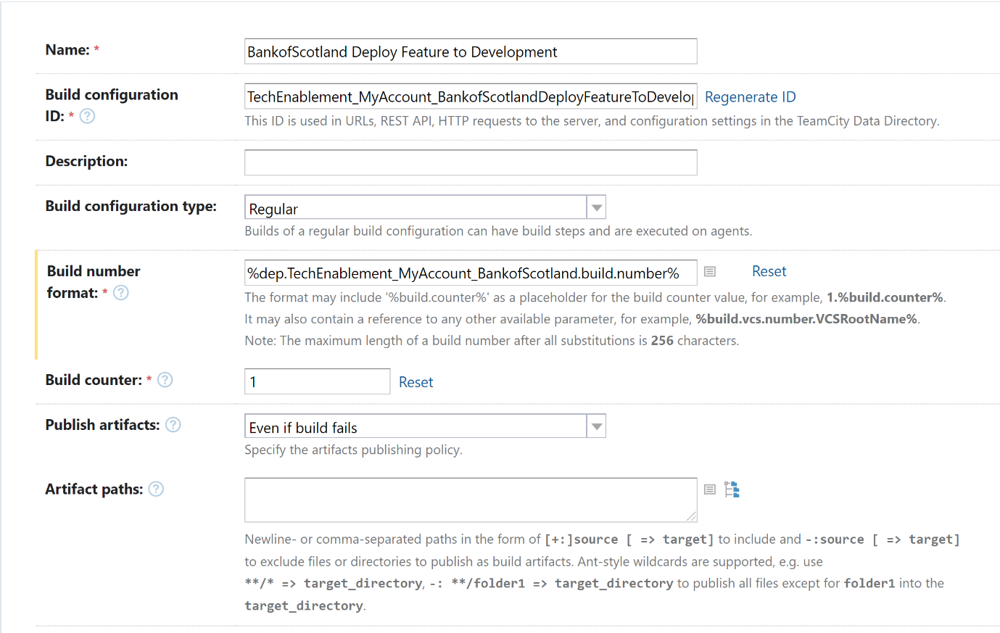 Name: *
BankofScotland Deploy Feature to Development
Build configuration
ID: * ?
TechEnablement_MyAccount_BankofScotlandDeployFeatureToDevelop
Regenerate ID
This ID is used in URLs, REST API, HTTP requests to the server, and configuration settings in the TeamCity Data Directory.
Description:
Build configuration type:
Regular
Builds of a regular build configuration can have build steps and are executed on agents.
Build number
format: * ?
%dep.TechEnablement_MyAccount_BankofScotland.build.number%
Reset
The format may include '%build.counter%' as a placeholder for the build counter value, for example, 1.%build.counter%.
It may also contain a reference to any other available parameter, for example, %build.vcs.number.VCSRootName%.
Note: The maximum length of a build number after all substitutions is 256 characters.
Build counter: * ?
1
Reset
Publish artifacts: ?
Even if build fails
Specify the artifacts publishing policy.
Artifact paths: ?
Newline- or comma-separated paths in the form of [+:]source [ => target] to include and -:source [ => target]
to exclude files or directories to publish as build artifacts. Ant-style wildcards are supported, e.g. use
**/* => target_directory, -: **/folder1 => target_directory to publish all files except for folder1 into the
target_directory.